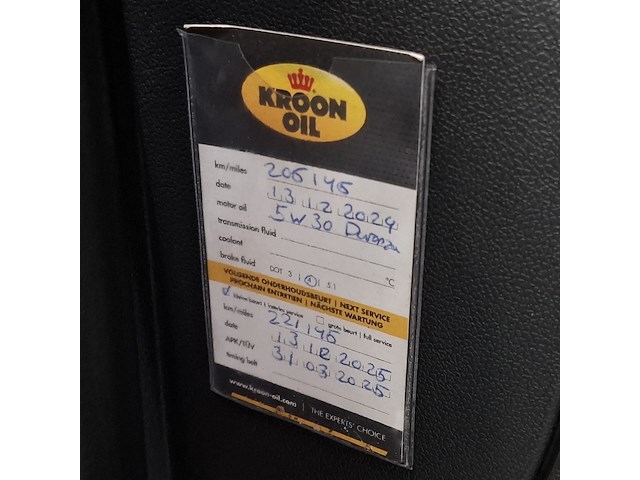 KROON
OIL
km/miles 206145
date 13 12 2024
motor oil 5W30
transmission fluid
coolant °C
brake fluid DOT 3 | 4 | 5.1
VOLGENDE ONDERHOUDSBEURT | NEXT SERVICE
PROCHAIN ENTRETIEN | NÄCHSTE WARTUNG
kleine beurt | interim service grote beurt | full service
km/miles 221145
date 13 12 2025
APK/TÜV 31 03 2025
timing belt
www.kroon-oil.com | THE EXPERTS' CHOICE